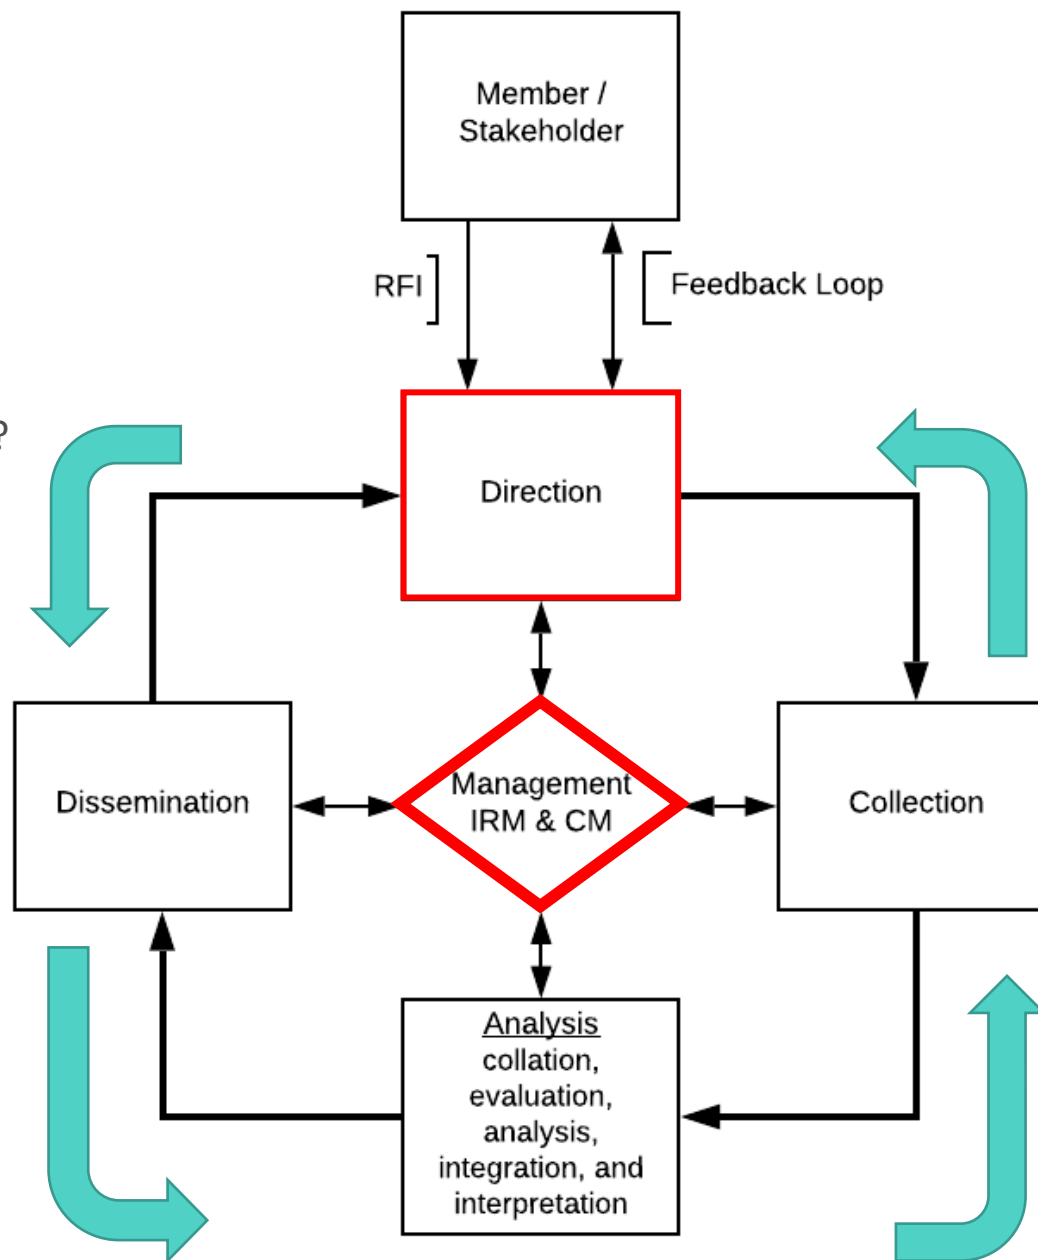 Member /
Stakeholder
RFI
Feedback Loop
?
Direction
Dissemination
Management
IRM & CM
Collection
Analysis
collation,
evaluation,
analysis,
integration, and
interpretation